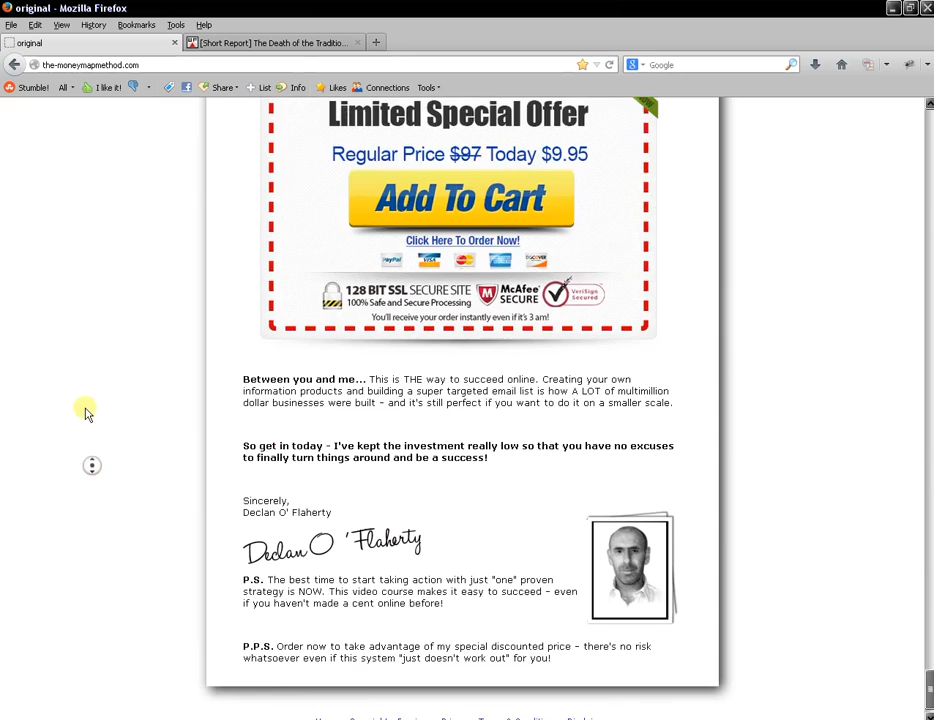 original - Mozilla Firefox
File Edit View History Bookmarks Tools Help
original [Short Report] The Death of the Traditio...
the-moneymapmethod.com Google
Stumble! All I like it! Share List Info Likes Connections Tools
Limited Special Offer
Regular Price $97 Today $9.95
Add To Cart
Click Here To Order Now!
PayPal VISA MasterCard DISCOVER
128 BIT SSL SECURE SITE
100% Safe and Secure Processing
McAfee
SECURE
VeriSign
Secured
You'll receive your order instantly even if it's 3 am!
Between you and me... This is THE way to succeed online. Creating your own
information products and building a super targeted email list is how A LOT of multimillion
dollar businesses were built - and it's still perfect if you want to do it on a smaller scale.
So get in today - I've kept the investment really low so that you have no excuses
to finally turn things around and be a success!
Sincerely,
Declan O' Flaherty
Declan O 'Flaherty
P.S. The best time to start taking action with just "one" proven
strategy is NOW. This video course makes it easy to succeed - even
if you haven't made a cent online before!
P.P.S. Order now to take advantage of my special discounted price - there's no risk
whatsoever even if this system "just doesn't work out" for you!